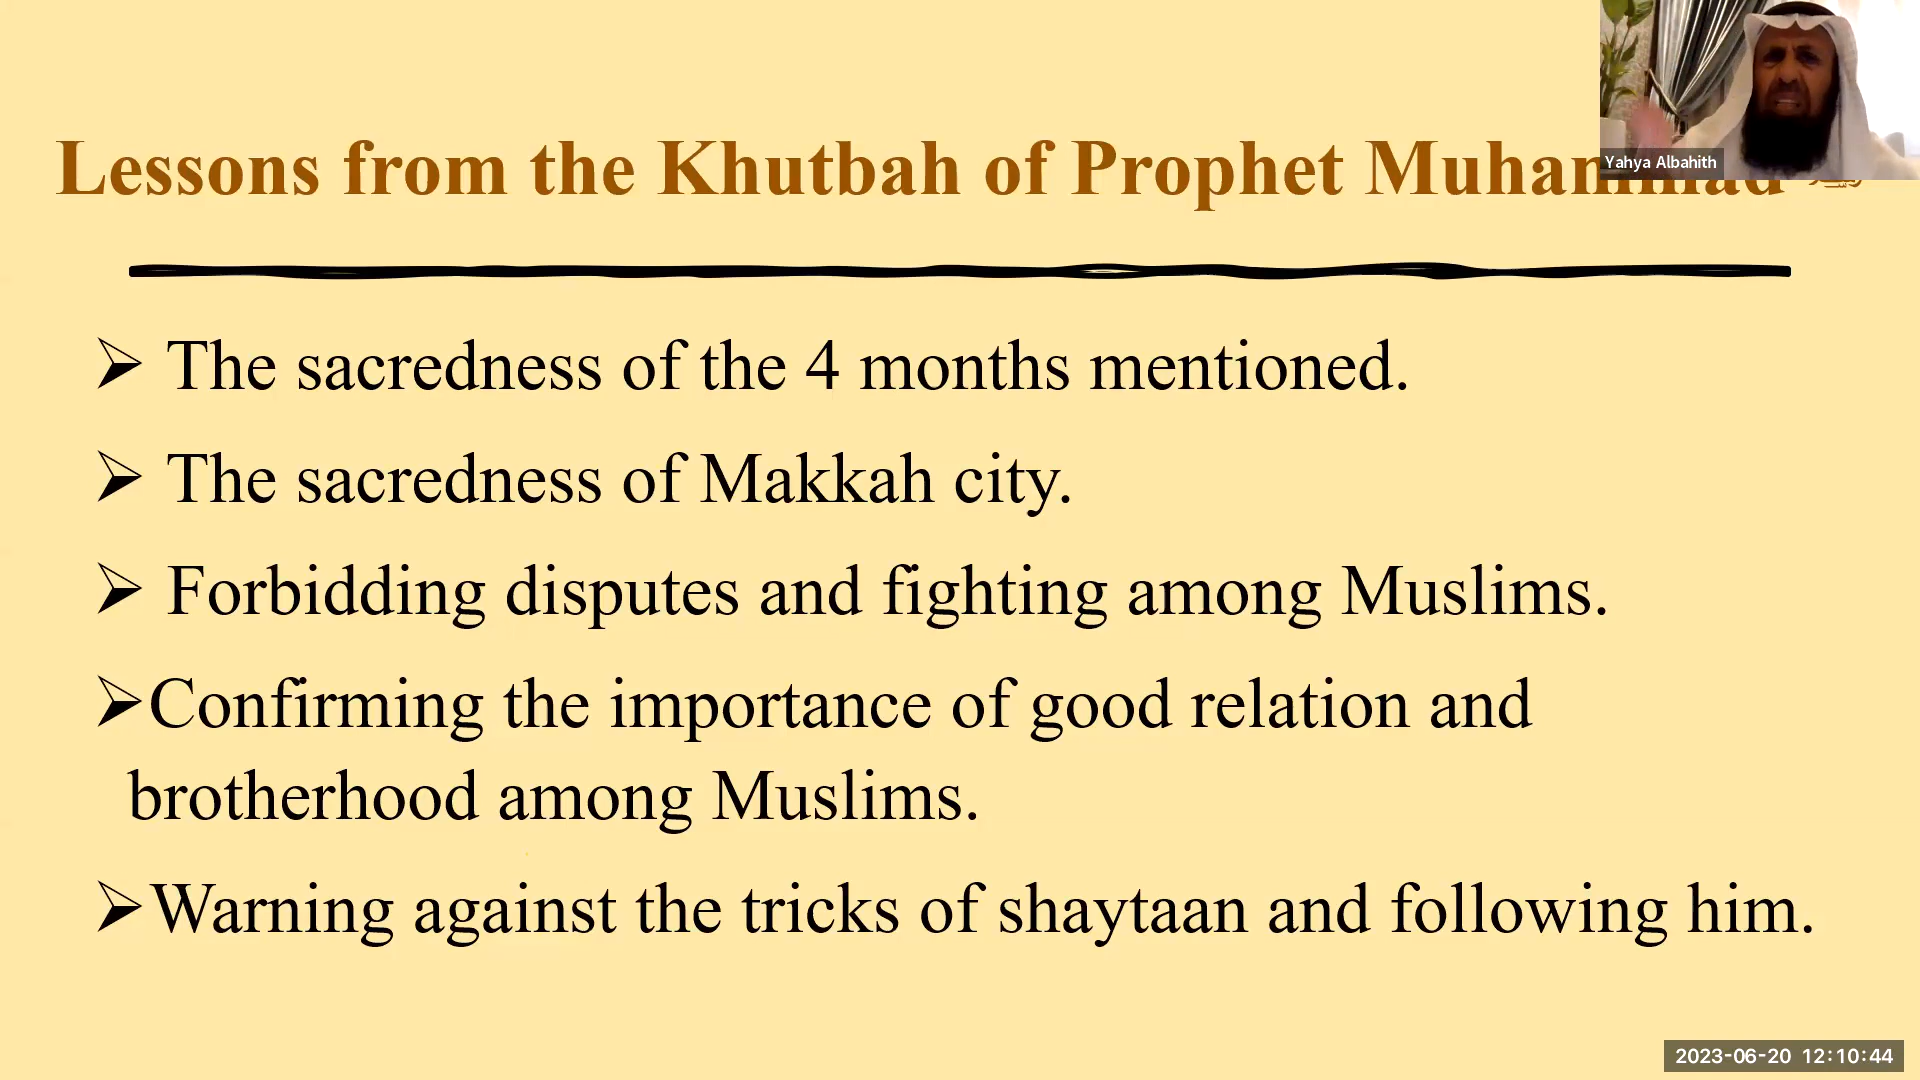 Lessons from the Khutbah of Prophet Muhammad
Yahya Albahith
➢ The sacredness of the 4 months mentioned.
➢ The sacredness of Makkah city.
➢ Forbidding disputes and fighting among Muslims.
➢Confirming the importance of good relation and
brotherhood among Muslims.
➢Warning against the tricks of shaytaan and following him.
2023-06-20 12:10:44